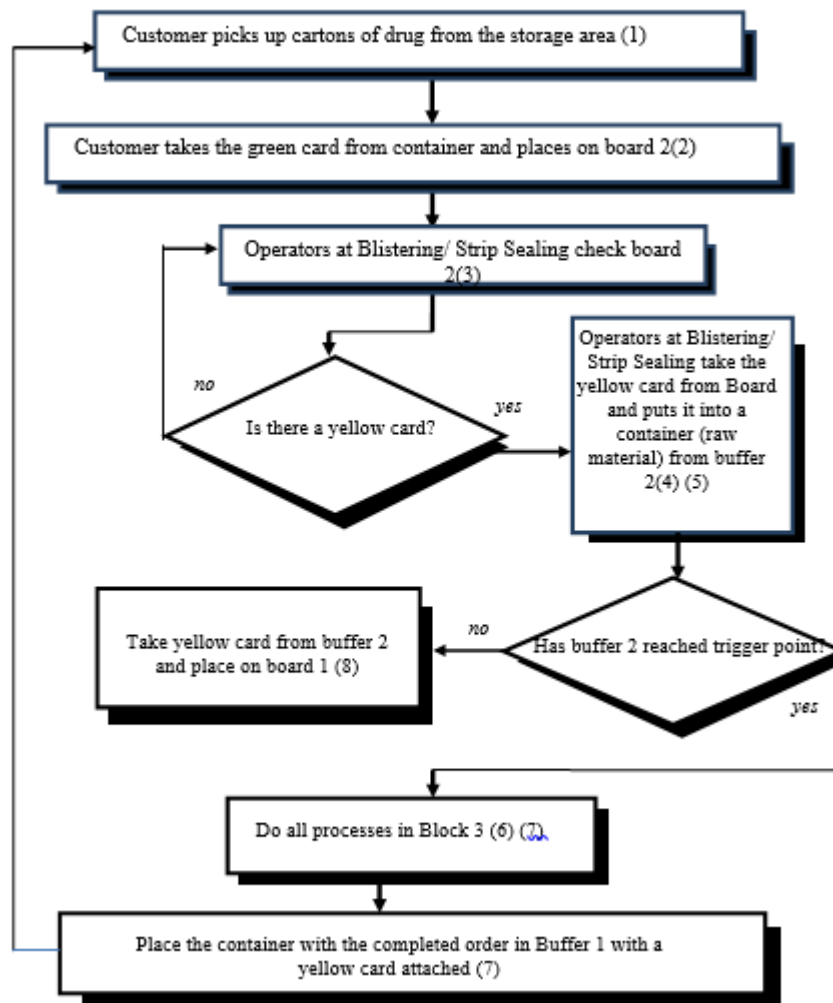 Customer picks up cartons of drug from the storage area (1)
Customer takes the green card from container and places on board 2(2)
Operators at Blistering/ Strip Sealing check board
2(3)
no
yes
Is there a yellow card?
Operators at Blistering/
Strip Sealing take the
yellow card from Board
and puts it into a
container (raw
material) from buffer
2(4) (5)
Take yellow card from buffer 2
and place on board 1 (8)
no
Has buffer 2 reached trigger point?
yes
Do all processes in Block 3 (6) (7)
Place the container with the completed order in Buffer 1 with a
yellow card attached (7)